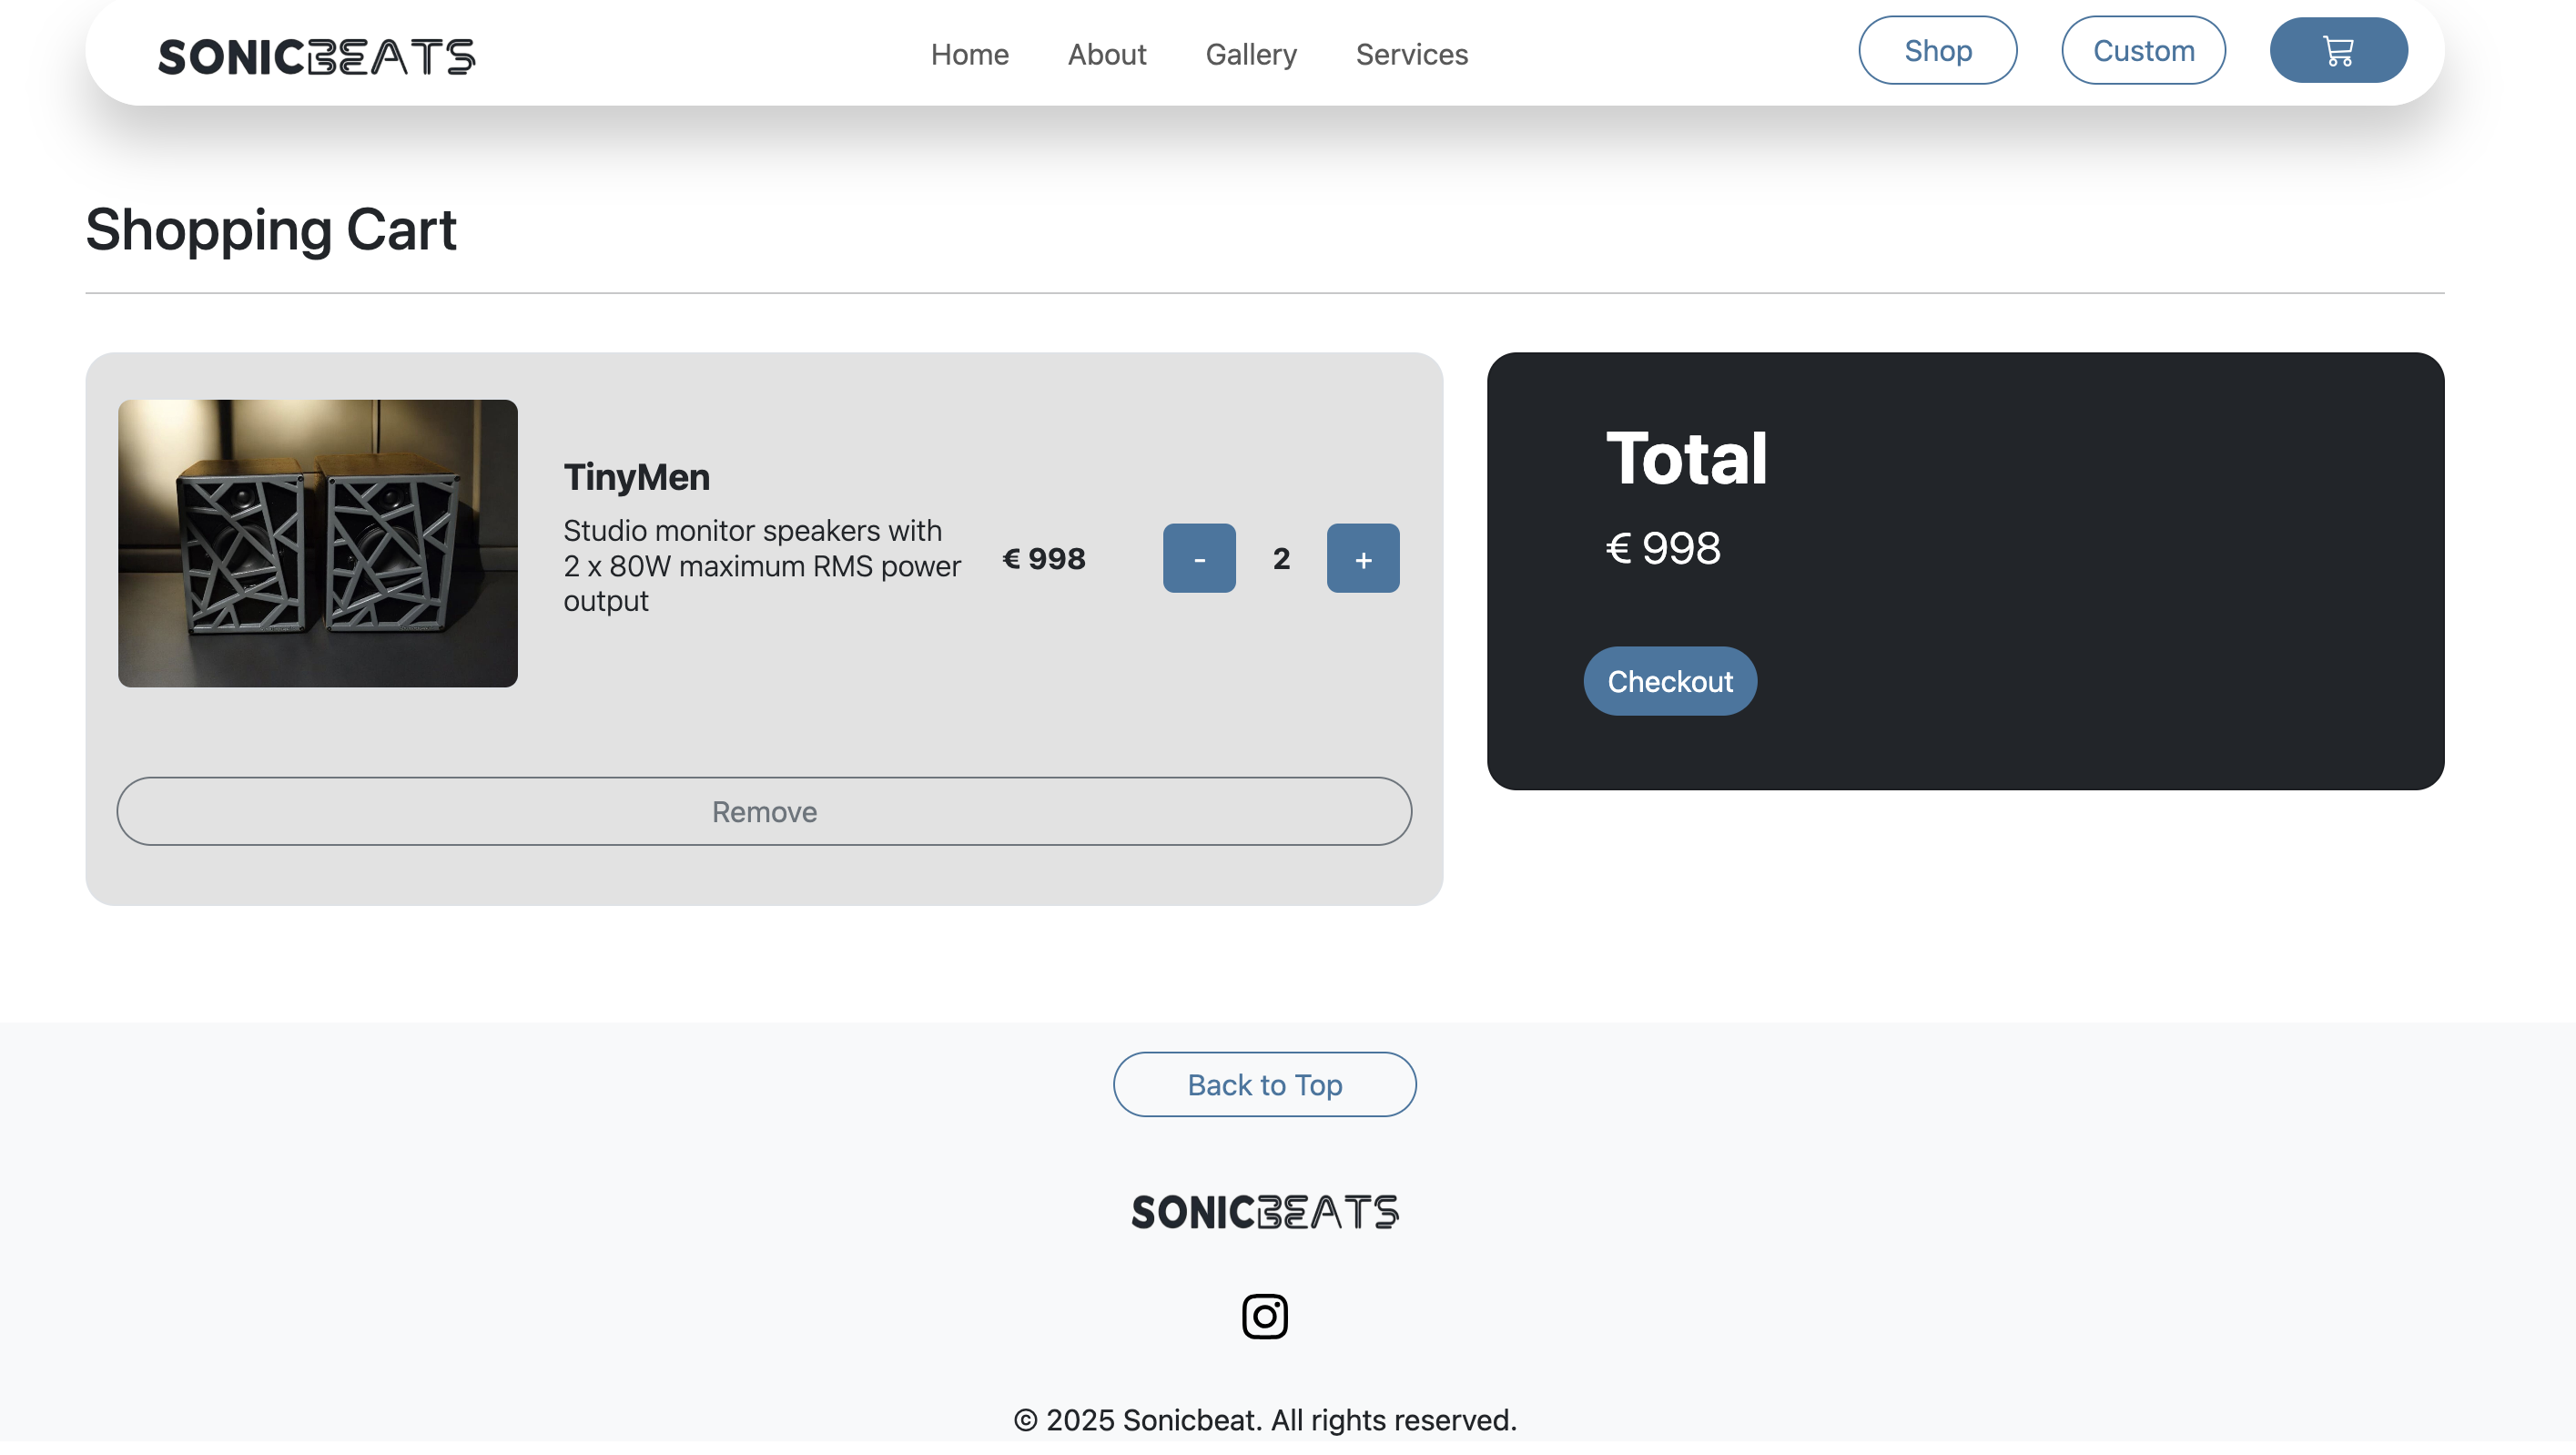 SONICBEATS
Home About Gallery Services
Shop Custom
Shopping Cart
TinyMen
Studio monitor speakers with
2 x 80W maximum RMS power
output
€ 998
- 2 +
Remove
Total
€ 998
Checkout
Back to Top
SONICBEATS
© 2025 Sonicbeat. All rights reserved.